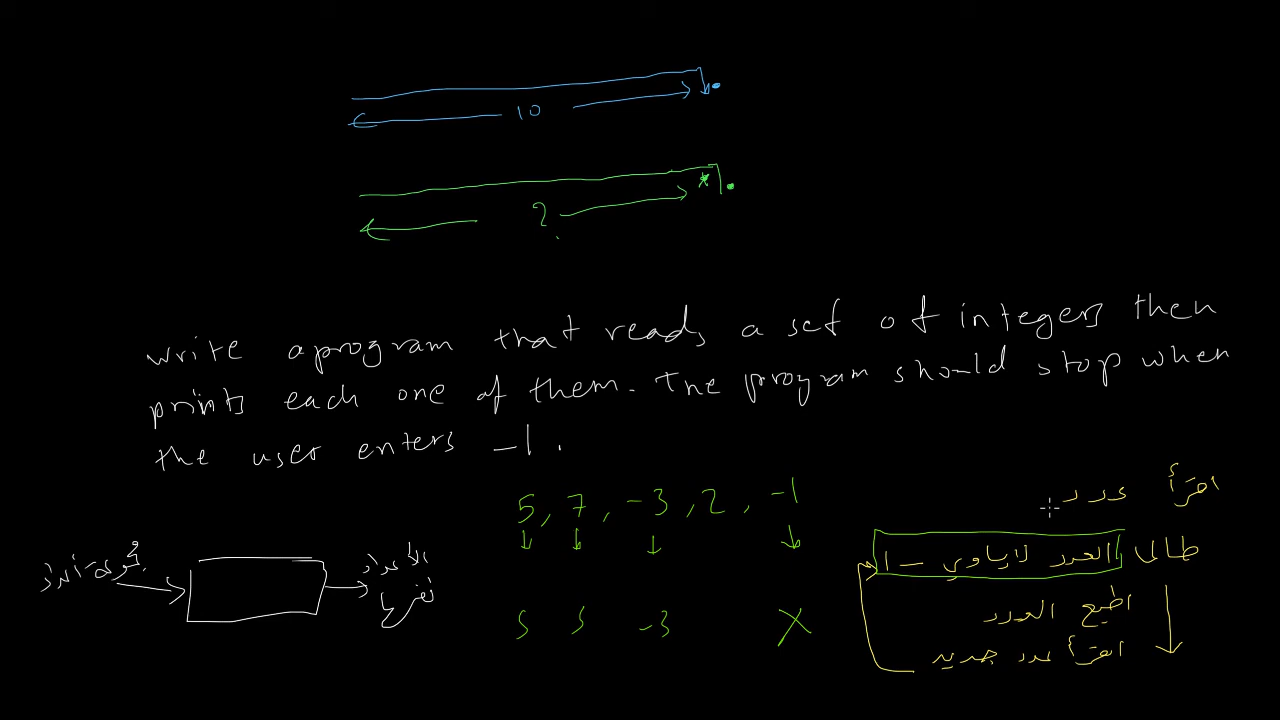 10
?
write a program that reads a set of integers then
prints each one of them. The program should stop when
the user enters -1.
5, 7, -3, 2, -1
5 5 -3 X
مجموعة أعداد
الأعداد
نفسها
اقرأ عدد
طالما العدد لا يساوي -1
اطبع العدد
اقرأ عدد جديد